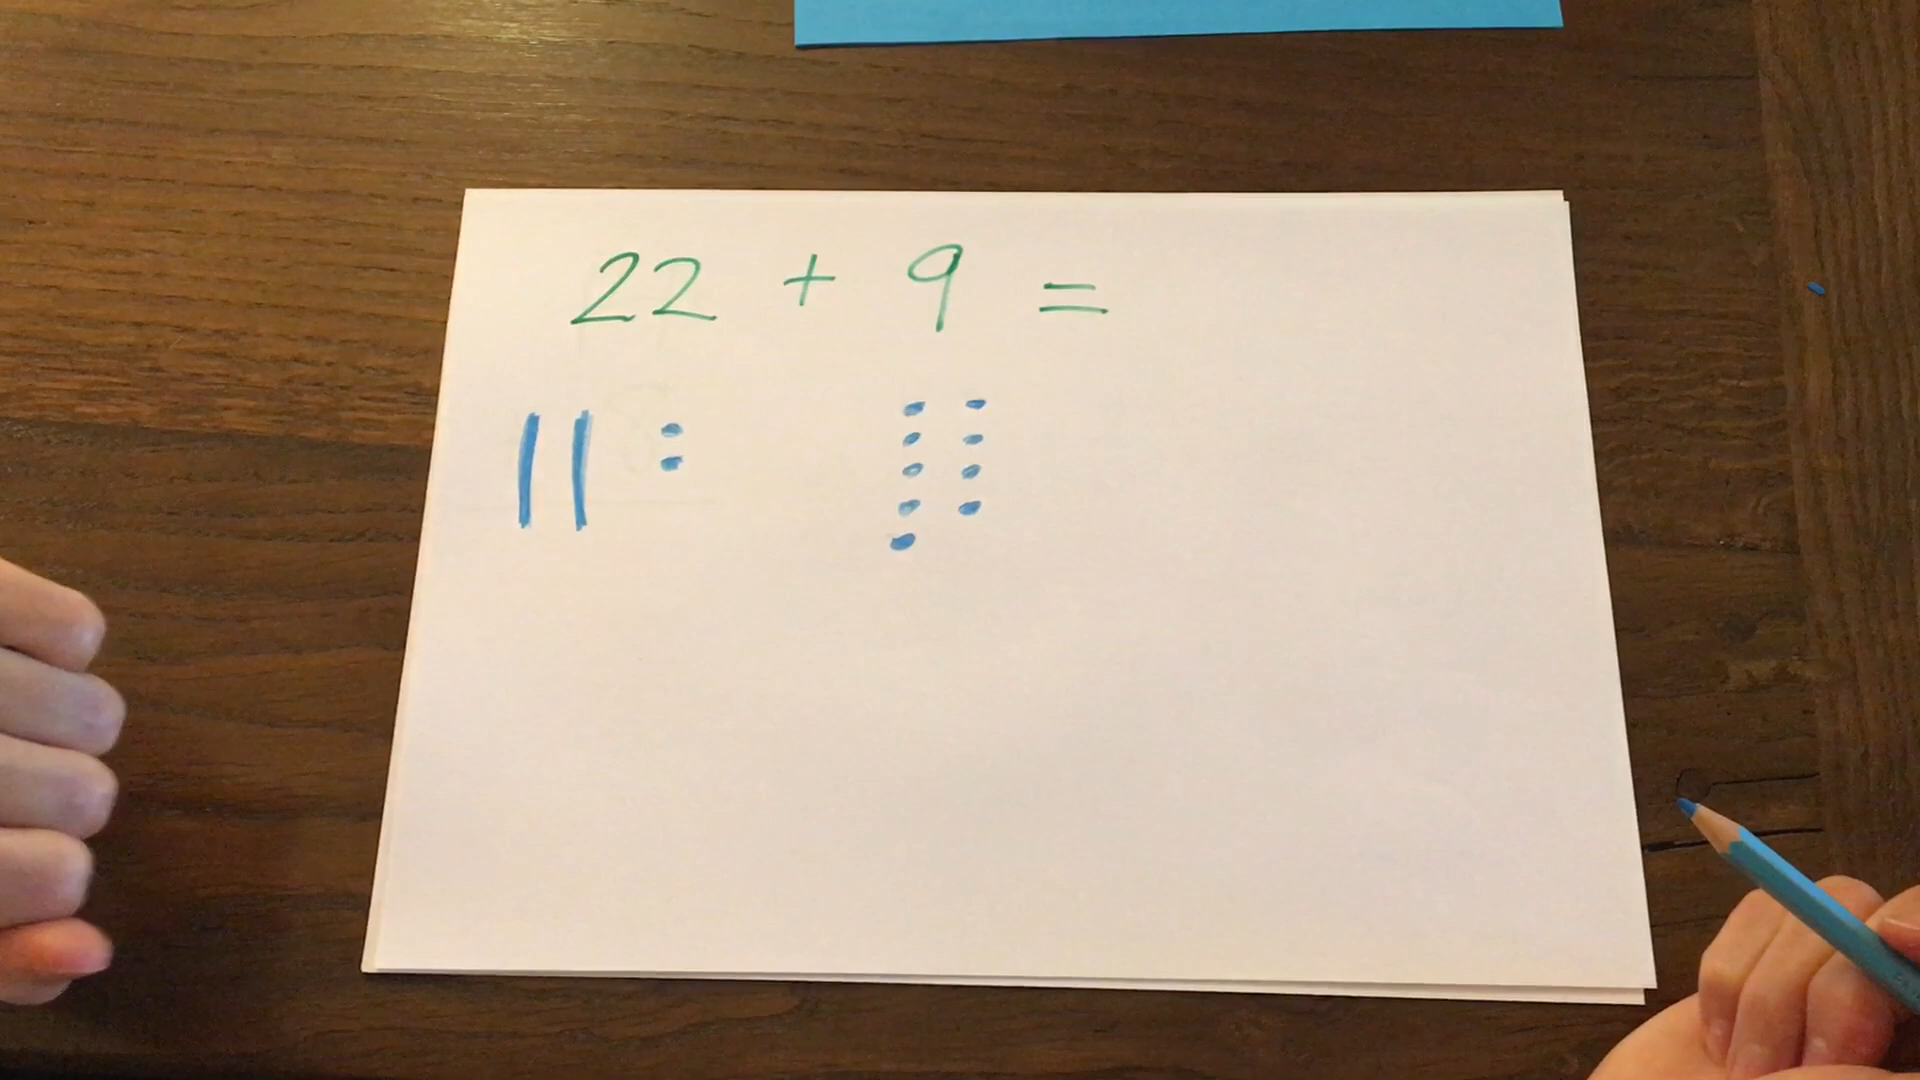 22 + 9 =